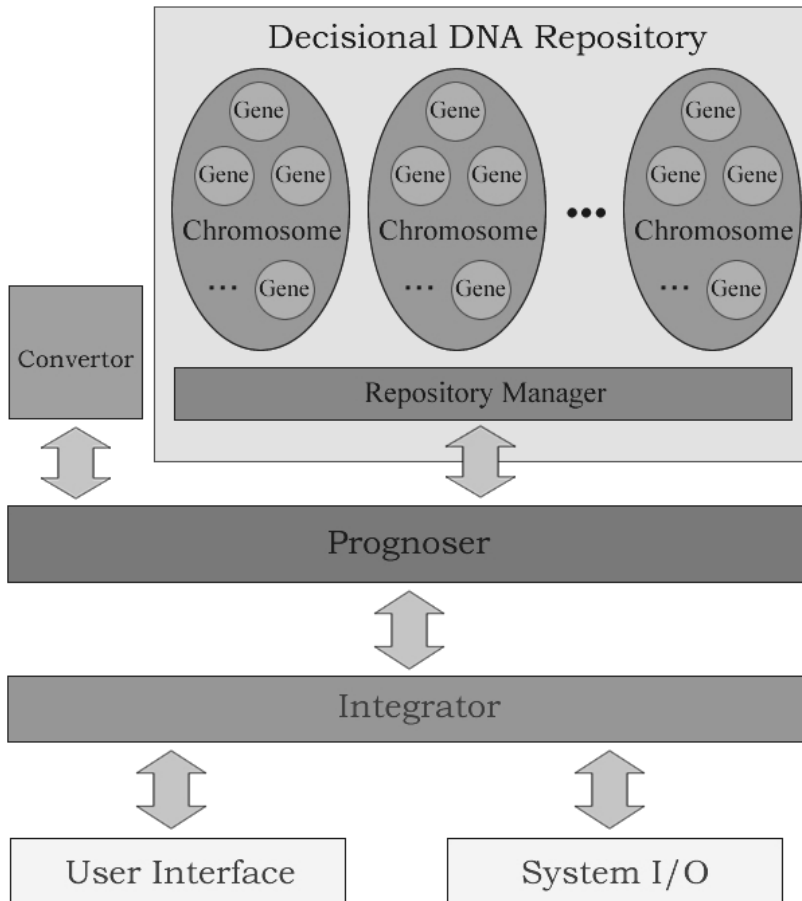 Decisional DNA Repository
Gene Gene Gene
Gene Gene Gene Gene Gene Gene
Chromosome Chromosome ••• Chromosome
... Gene ... Gene ... Gene
Convertor
Repository Manager
Prognoser
Integrator
User Interface System I/O